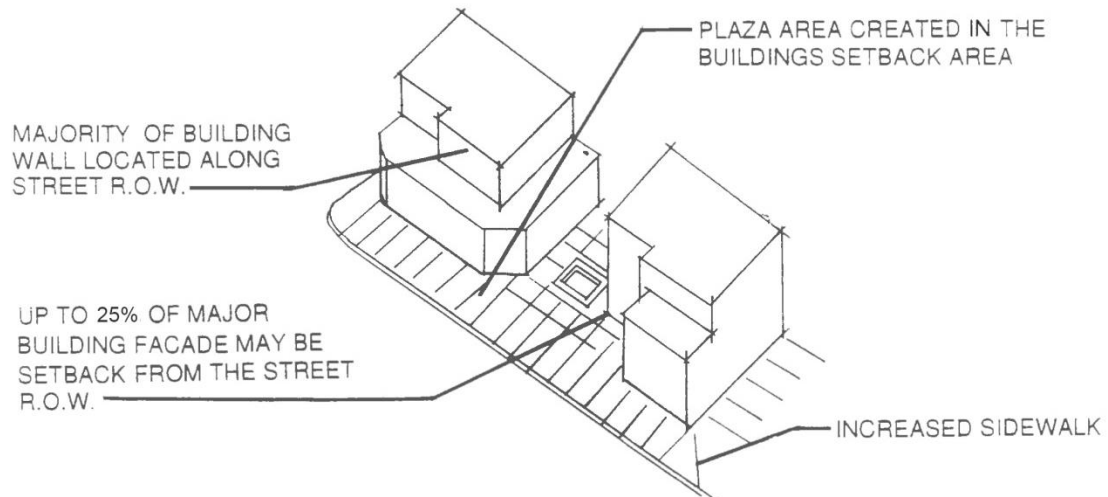 PLAZA AREA CREATED IN THE
BUILDINGS SETBACK AREA
MAJORITY OF BUILDING
WALL LOCATED ALONG
STREET R.O.W.
UP TO 25% OF MAJOR
BUILDING FACADE MAY BE
SETBACK FROM THE STREET
R.O.W.
INCREASED SIDEWALK